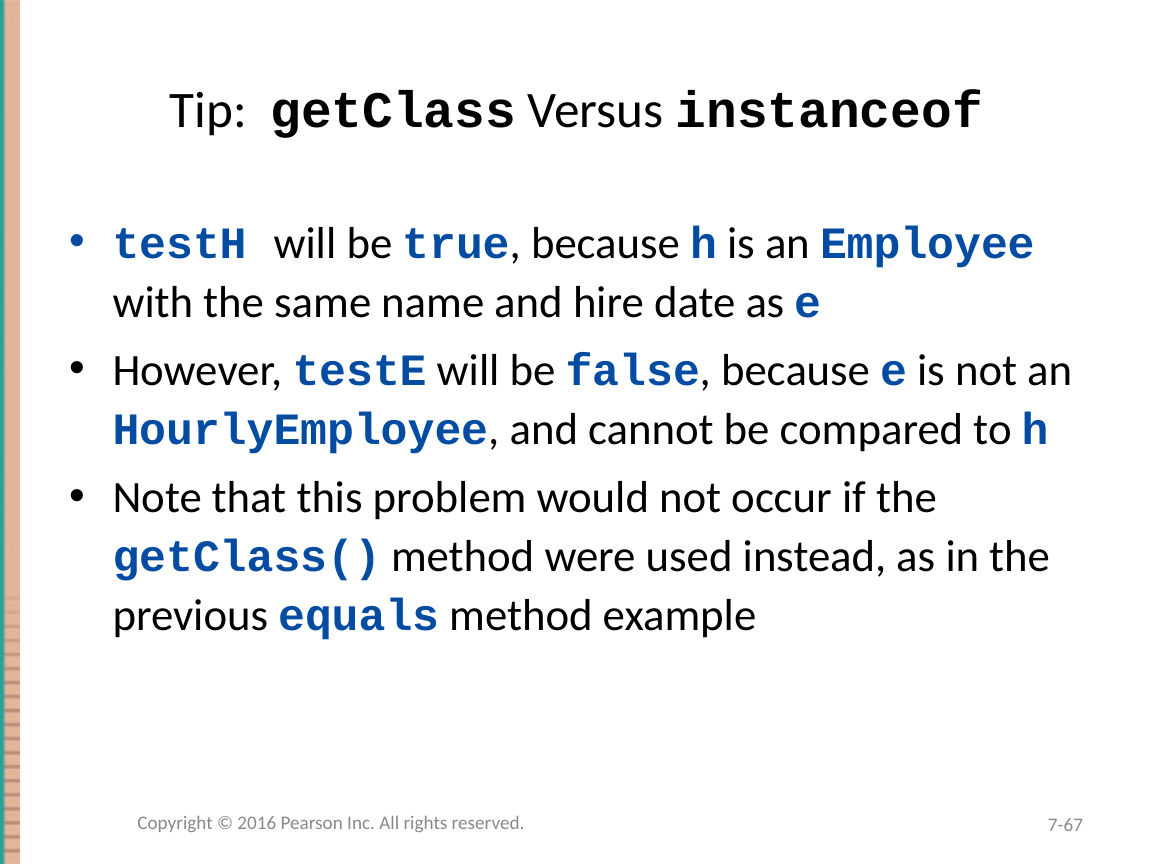 Tip: getClass Versus instanceof
• testH will be true, because h is an Employee
with the same name and hire date as e
• However, testE will be false, because e is not an
HourlyEmployee, and cannot be compared to h
• Note that this problem would not occur if the
getClass() method were used instead, as in the
previous equals method example
Copyright © 2016 Pearson Inc. All rights reserved.
7-67